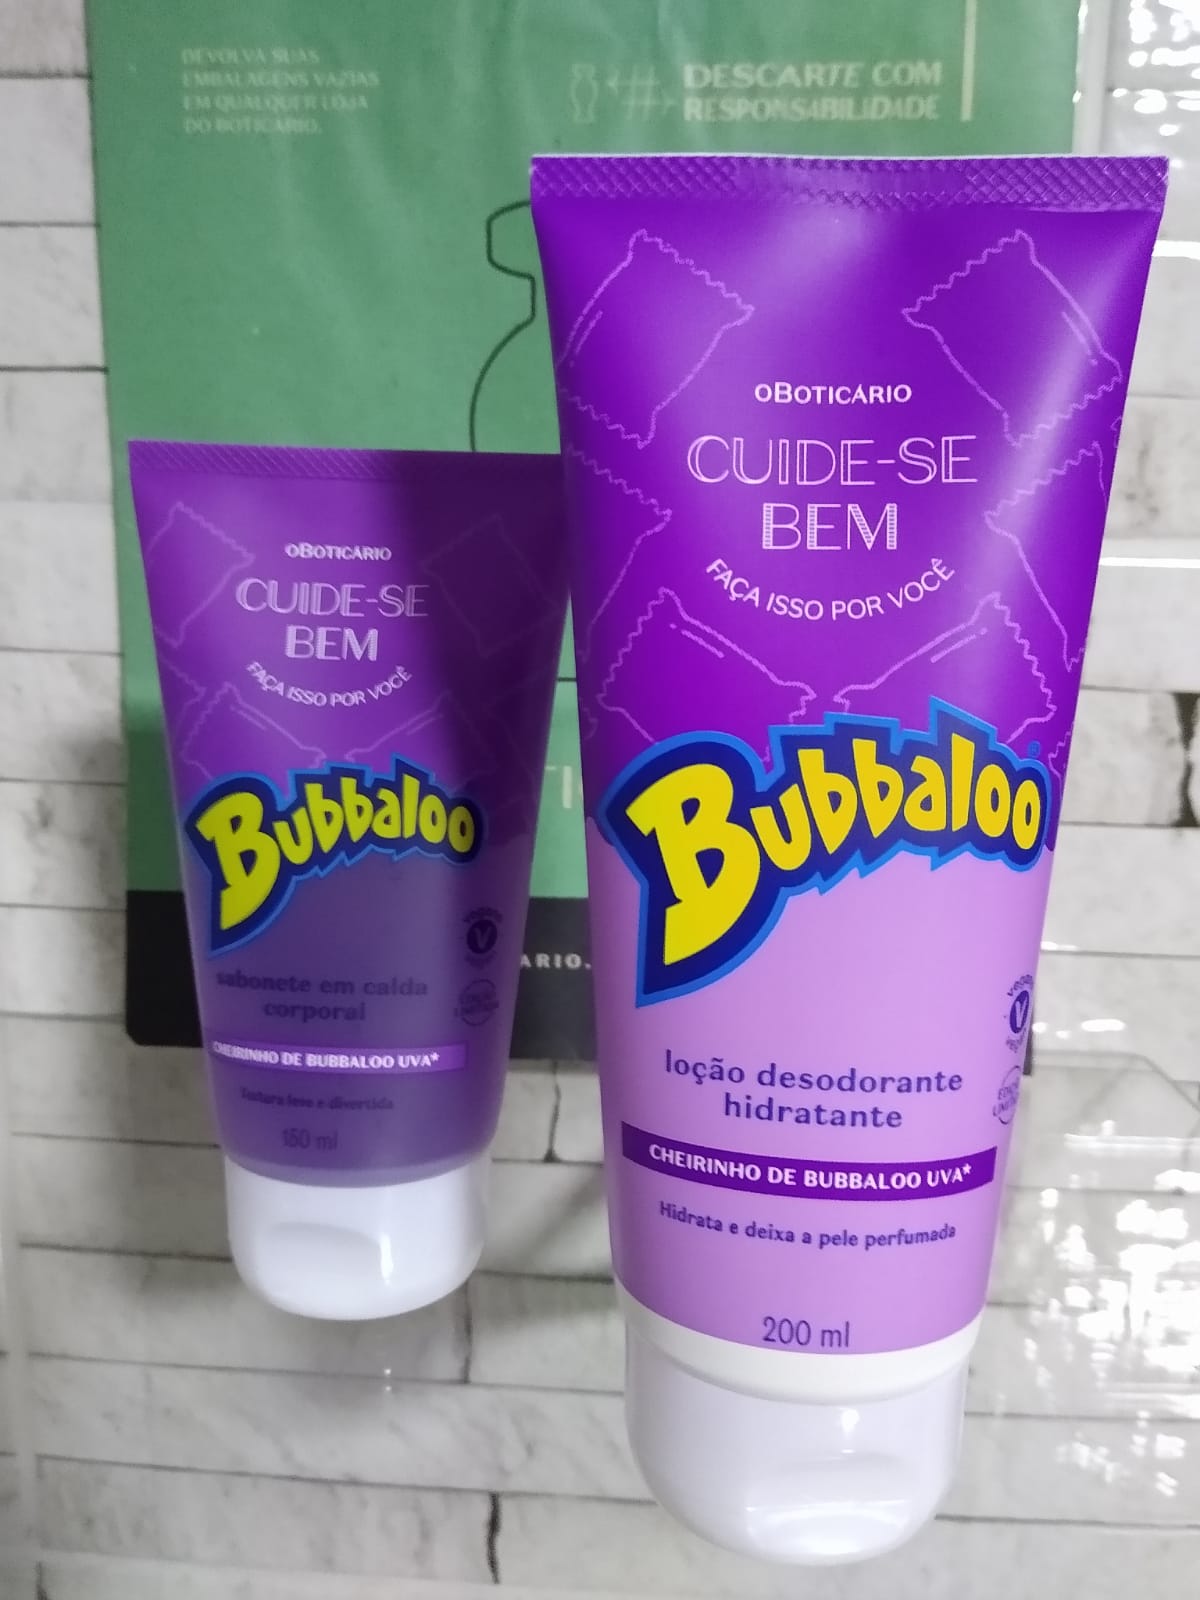 DEVOLVA SUAS
EMBALAGENS VAZIAS
EM QUALQUER LOJA
DO BOTICÁRIO.
DESCARTE COM
RESPONSABILIDADE
oBOTICÁRIO
CUIDE-SE
BEM
FAÇA ISSO POR VOCÊ
Bubbaloo
sabonete em calda
corporal
CHEIRINHO DE BUBBALOO UVA*
Textura leve e divertida
150 ml
ARIO.
oBOTICÁRIO
CUIDE-SE
BEM
FAÇA ISSO POR VOCÊ
Bubbaloo®
loção desodorante
hidratante
CHEIRINHO DE BUBBALOO UVA*
Hidrata e deixa a pele perfumada
200 ml